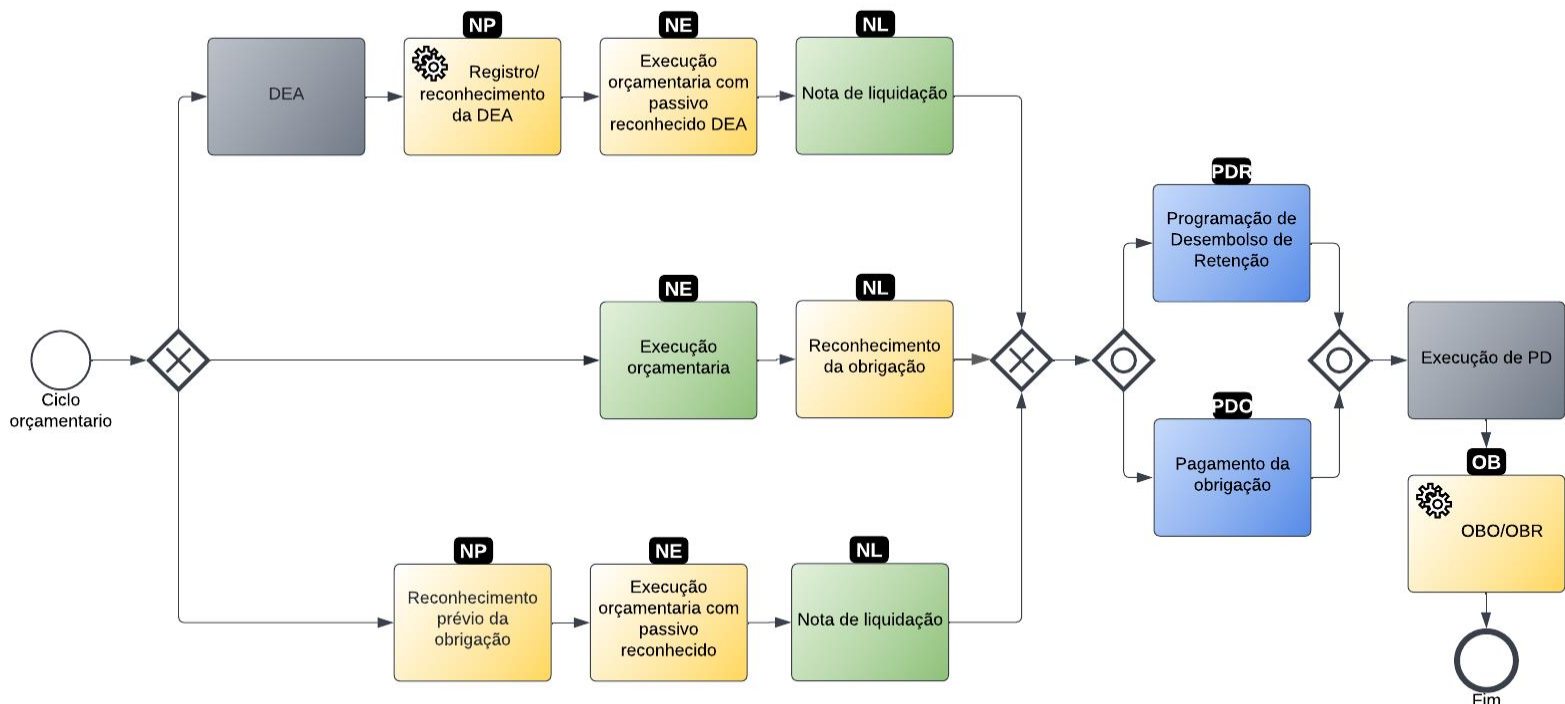 NP
NE
NL
DEA
Registro/
reconhecimento
da DEA
Execução
orçamentaria com
passivo
reconhecido DEA
Nota de liquidação
PDR
Programação de
Desembolso de
Retenção
NE
NL
Ciclo
orçamentario
Execução
orçamentaria
Reconhecimento
da obrigação
Execução de PD
PDO
Pagamento da
obrigação
OB
OBO/OBR
NP
NE
NL
Reconhecimento
prévio da
obrigação
Execução
orçamentaria com
passivo
reconhecido
Nota de liquidação
Fim